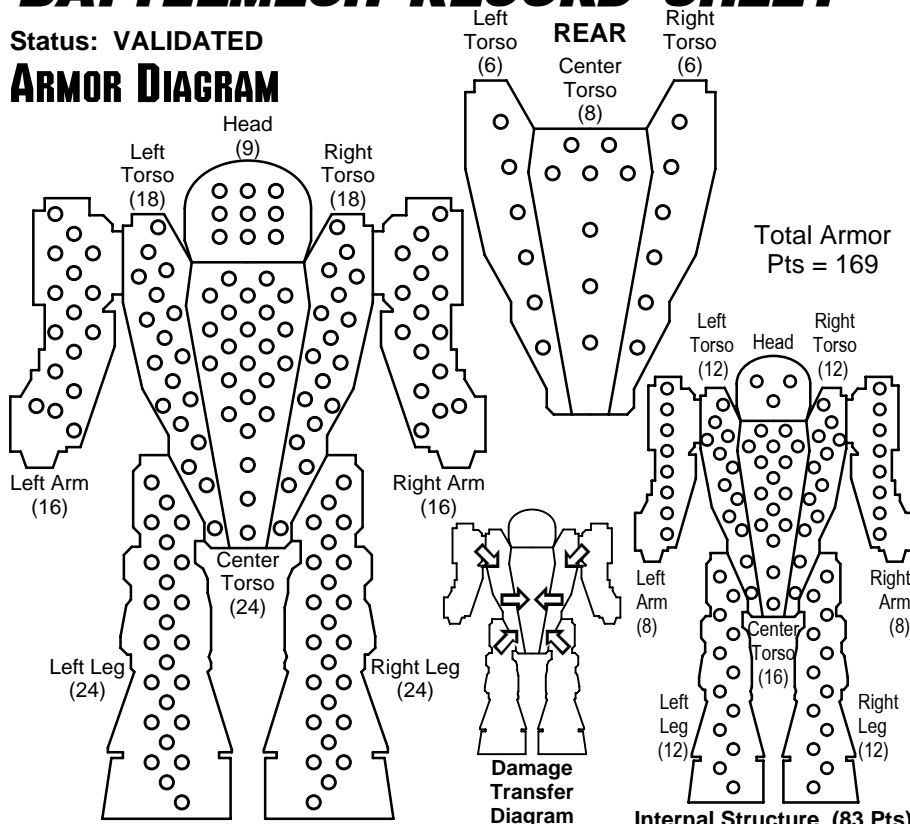 BATTLEMECH RECORD SHEET
Status: VALIDATED
ARMOR DIAGRAM
Left
Torso
(6)
REAR
Center
Torso
(8)
Right
Torso
(6)
Head
(9)
Left
Torso
(18)
Right
Torso
(18)
Total Armor
Pts = 169
Left Arm
(16)
Right Arm
(16)
Center
Torso
(24)
Left Leg
(24)
Right Leg
(24)
Damage
Transfer
Diagram
Left
Torso
(12)
Head
Right
Torso
(12)
Left
Arm
(8)
Right
Arm
(8)
Center
Torso
(16)
Left
Leg
(12)
Right
Leg
(12)
Internal Structure (83 Pts)